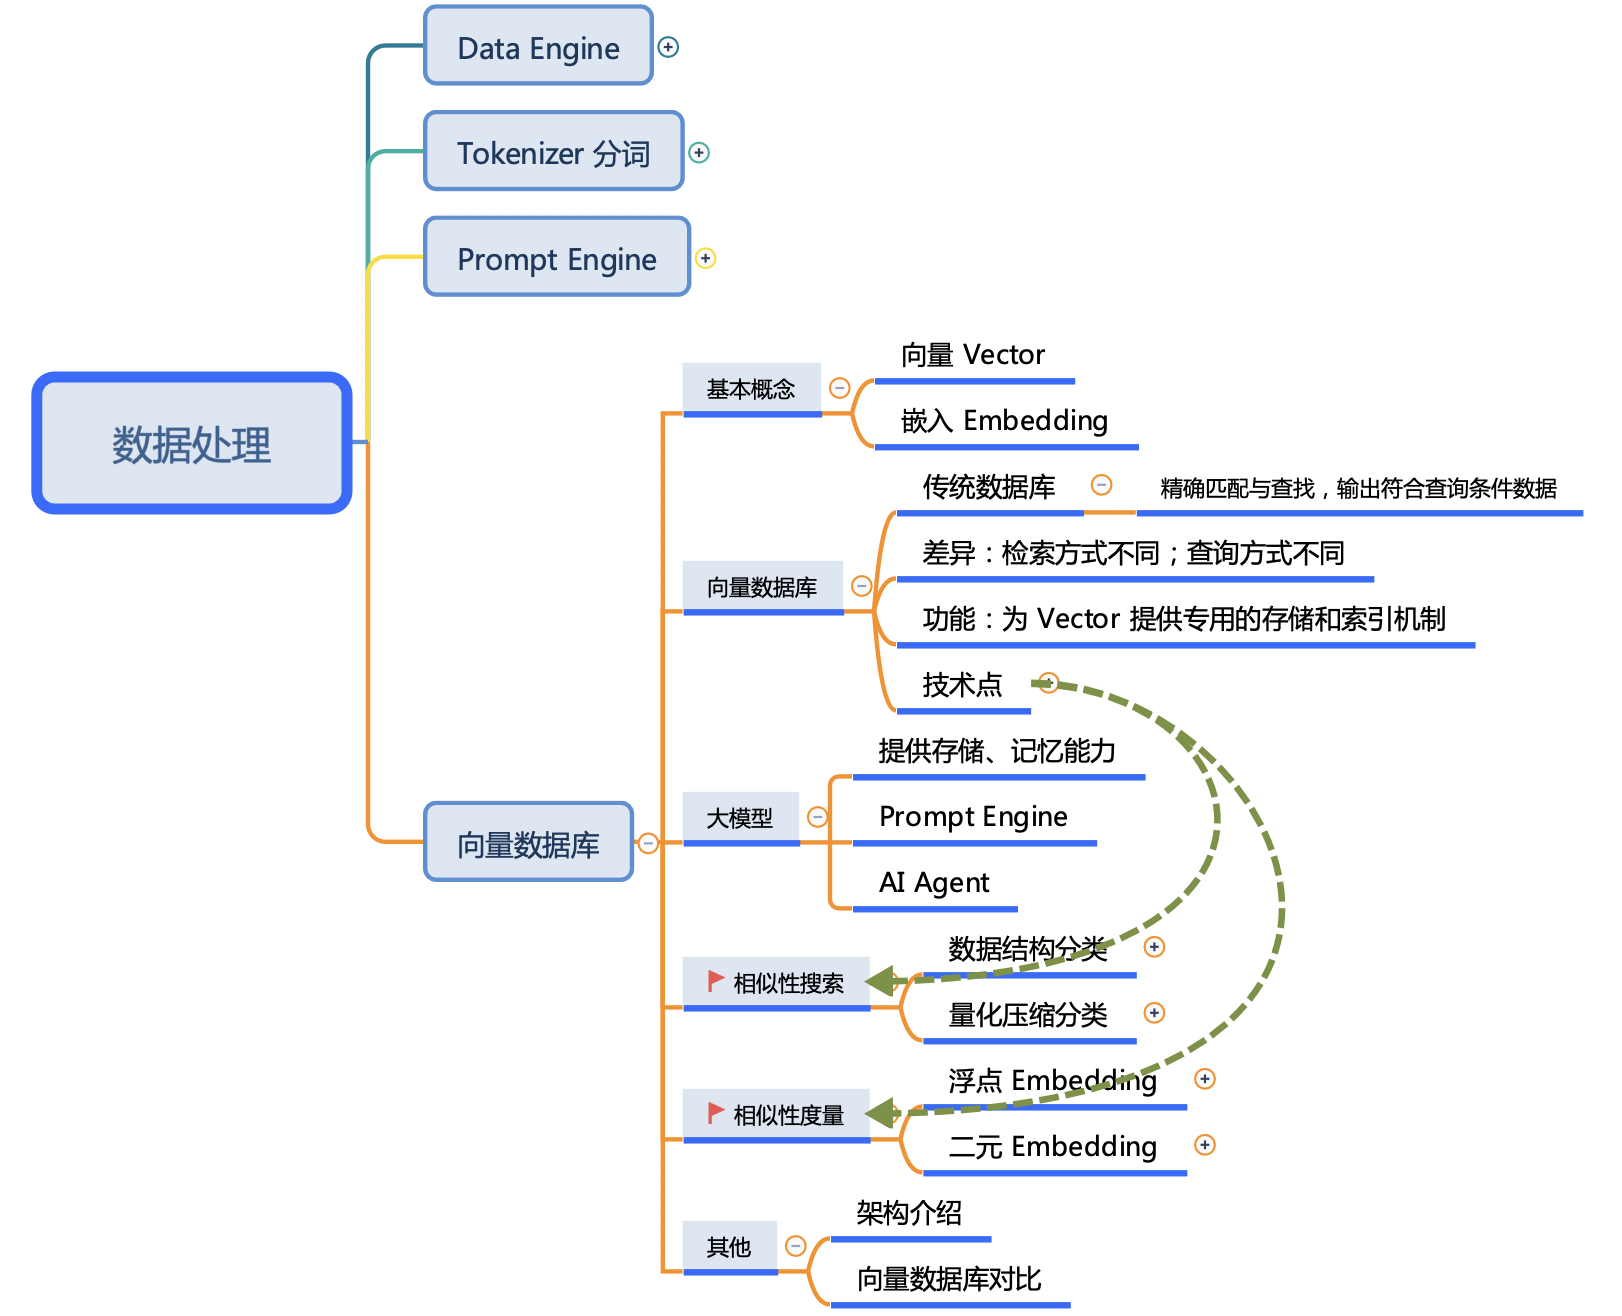 Data Engine
Tokenizer 分词
Prompt Engine
数据处理
向量数据库
基本概念
向量 Vector
嵌入 Embedding
向量数据库
传统数据库
精确匹配与查找，输出符合查询条件数据
差异：检索方式不同；查询方式不同
功能：为 Vector 提供专用的存储和索引机制
技术点
大模型
提供存储、记忆能力
Prompt Engine
AI Agent
相似性搜索
数据结构分类
量化压缩分类
相似性度量
浮点 Embedding
二元 Embedding
其他
架构介绍
向量数据库对比